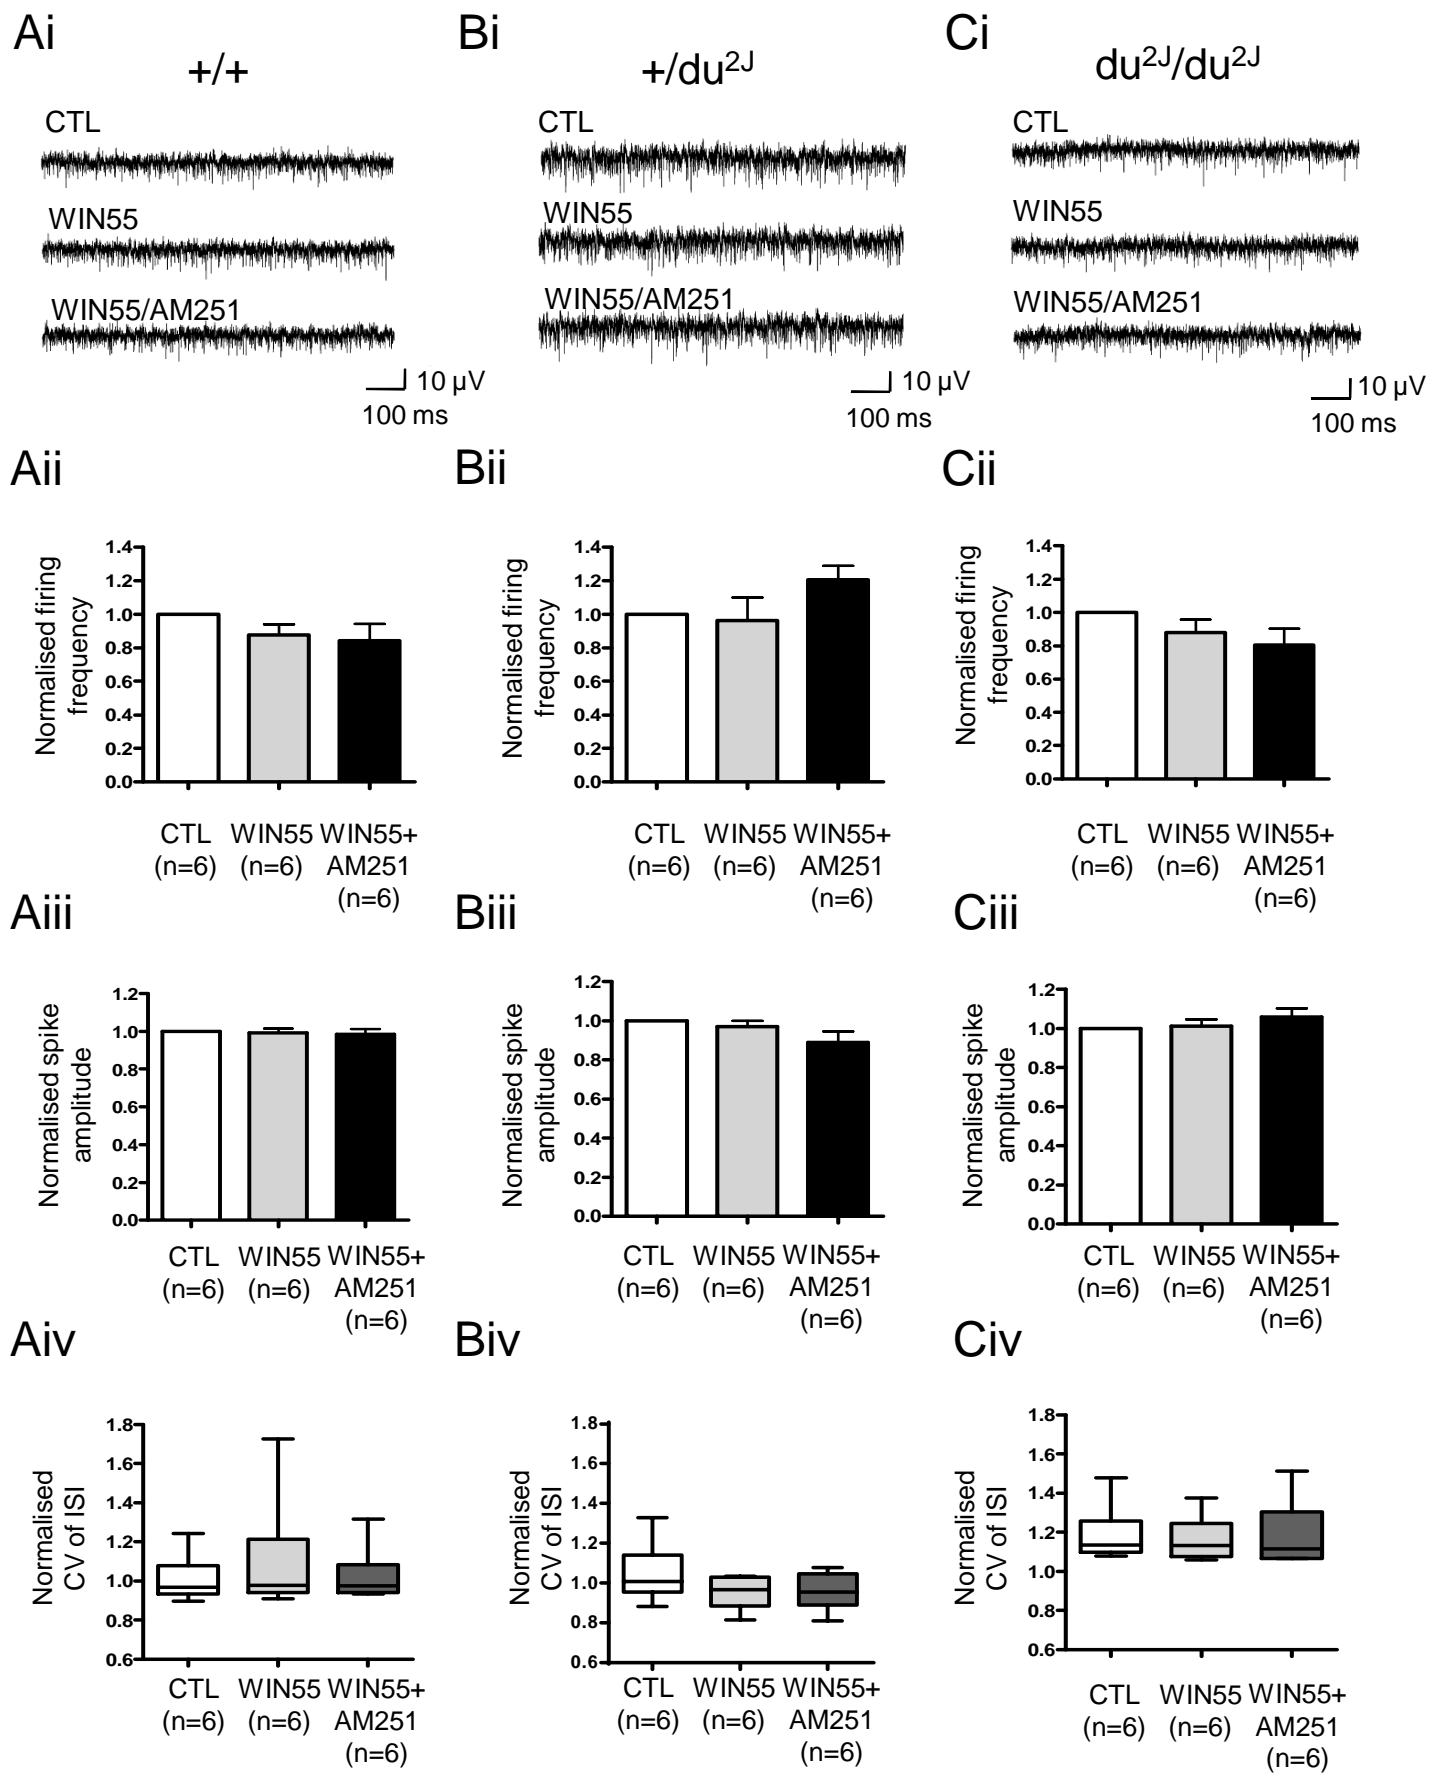 Ai
Bi
Ci
+/+
+/du2J
du2J/du2J
CTL
WIN55
WIN55/AM251
10 µV
100 ms
CTL
WIN55
WIN55/AM251
10 µV
100 ms
CTL
WIN55
WIN55/AM251
10 µV
100 ms
Aii
Normalised firing
frequency
1.4
1.2
1.0
0.8
0.6
0.4
0.2
0.0
CTL WIN55 WIN55+
(n=6) (n=6) AM251
(n=6)
Bii
Normalised firing
frequency
1.4
1.2
1.0
0.8
0.6
0.4
0.2
0.0
CTL WIN55 WIN55+
(n=6) (n=6) AM251
(n=6)
Cii
Normalised firing
frequency
1.4
1.2
1.0
0.8
0.6
0.4
0.2
0.0
CTL WIN55 WIN55+
(n=6) (n=6) AM251
(n=6)
Aiii
Normalised spike
amplitude
1.2
1.0
0.8
0.6
0.4
0.2
0.0
CTL WIN55 WIN55+
(n=6) (n=6) AM251
(n=6)
Biii
Normalised spike
amplitude
1.2
1.0
0.8
0.6
0.4
0.2
0.0
CTL WIN55 WIN55+
(n=6) (n=6) AM251
(n=6)
Ciii
Normalised spike
amplitude
1.2
1.0
0.8
0.6
0.4
0.2
0.0
CTL WIN55 WIN55+
(n=6) (n=6) AM251
(n=6)
Aiv
Normalised
CV of ISI
1.8
1.6
1.4
1.2
1.0
0.8
0.6
CTL WIN55 WIN55+
(n=6) (n=6) AM251
(n=6)
Biv
Normalised
CV of ISI
1.8
1.6
1.4
1.2
1.0
0.8
0.6
CTL WIN55 WIN55+
(n=6) (n=6) AM251
(n=6)
Civ
Normalised
CV of ISI
1.8
1.6
1.4
1.2
1.0
0.8
0.6
CTL WIN55 WIN55+
(n=6) (n=6) AM251
(n=6)